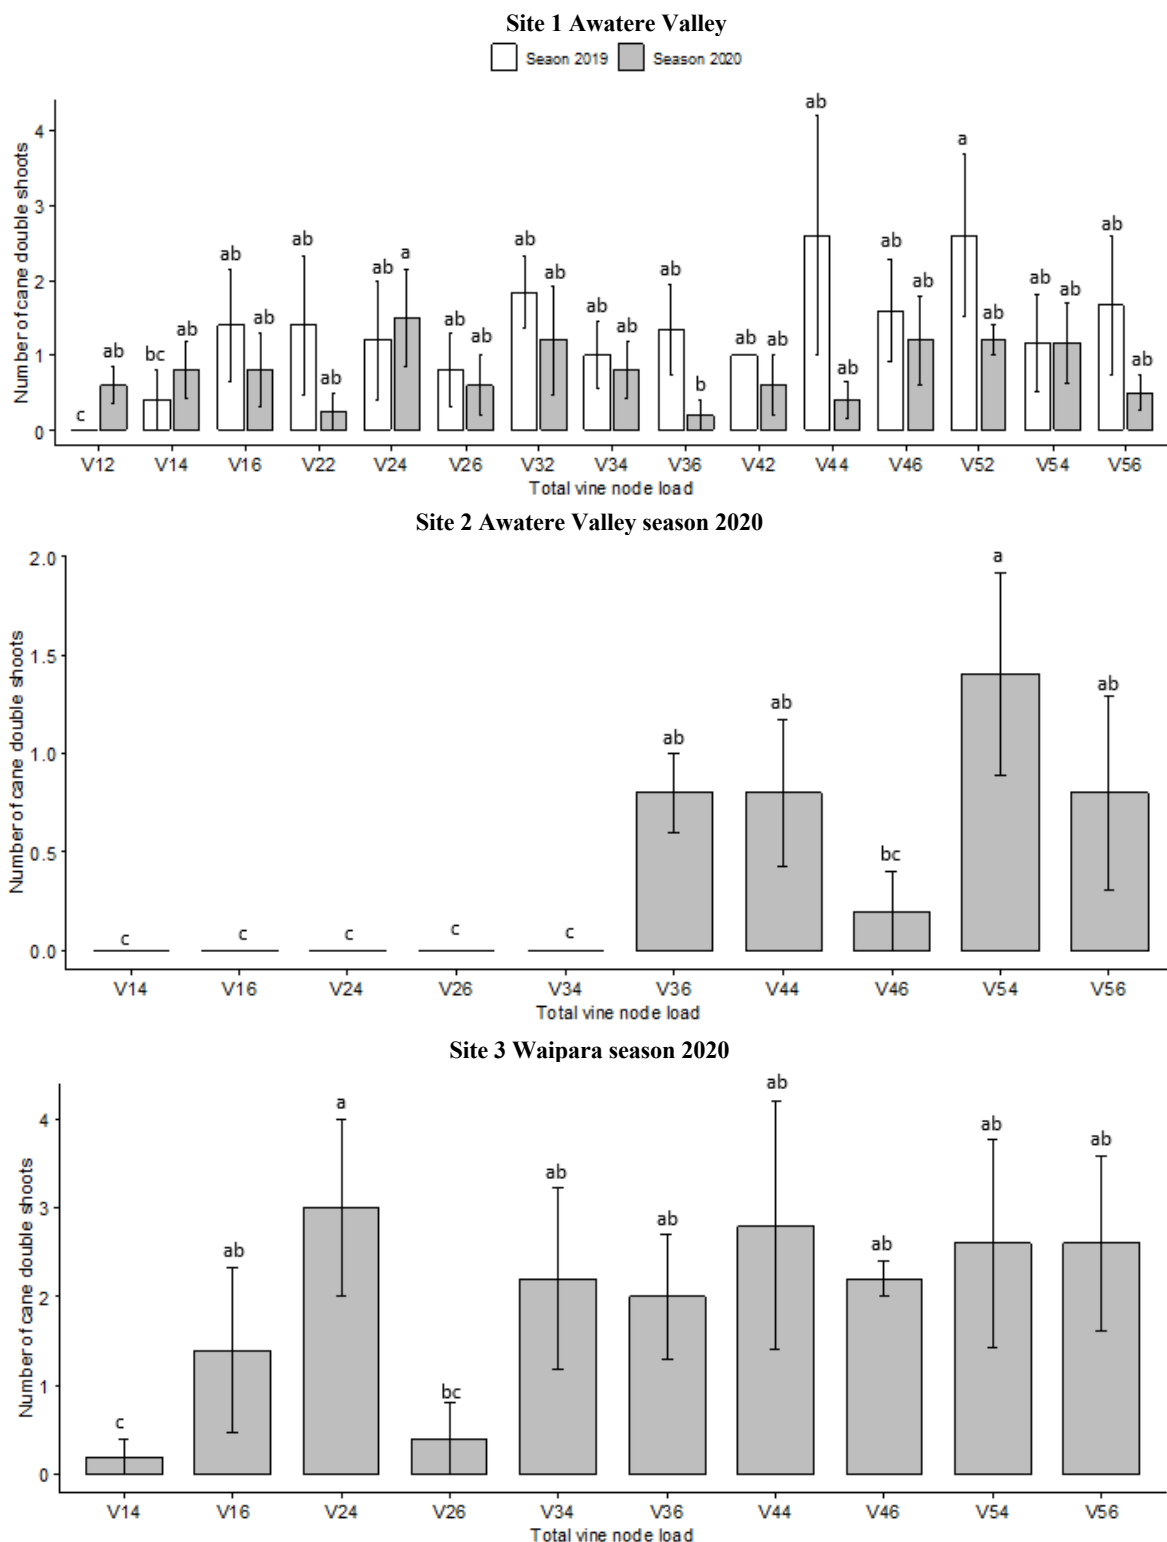 Site 1 Awatere Valley
Seaon 2019 Season 2020
Number of cane double shoots
4
3
2
1
0
c ab bc ab ab ab ab ab ab a ab ab ab ab ab ab ab b ab ab ab ab ab ab a ab ab ab ab ab
V12 V14 V16 V22 V24 V26 V32 V34 V36 V42 V44 V46 V52 V54 V56
Total vine node load
Site 2 Awatere Valley season 2020
Number of cane double shoots
2.0
1.5
1.0
0.5
0.0
c c c c c ab ab bc a ab
V14 V16 V24 V26 V34 V36 V44 V46 V54 V56
Total vine node load
Site 3 Waipara season 2020
Number of cane double shoots
4
3
2
1
0
c ab a bc ab ab ab ab ab ab
V14 V16 V24 V26 V34 V36 V44 V46 V54 V56
Total vine node load